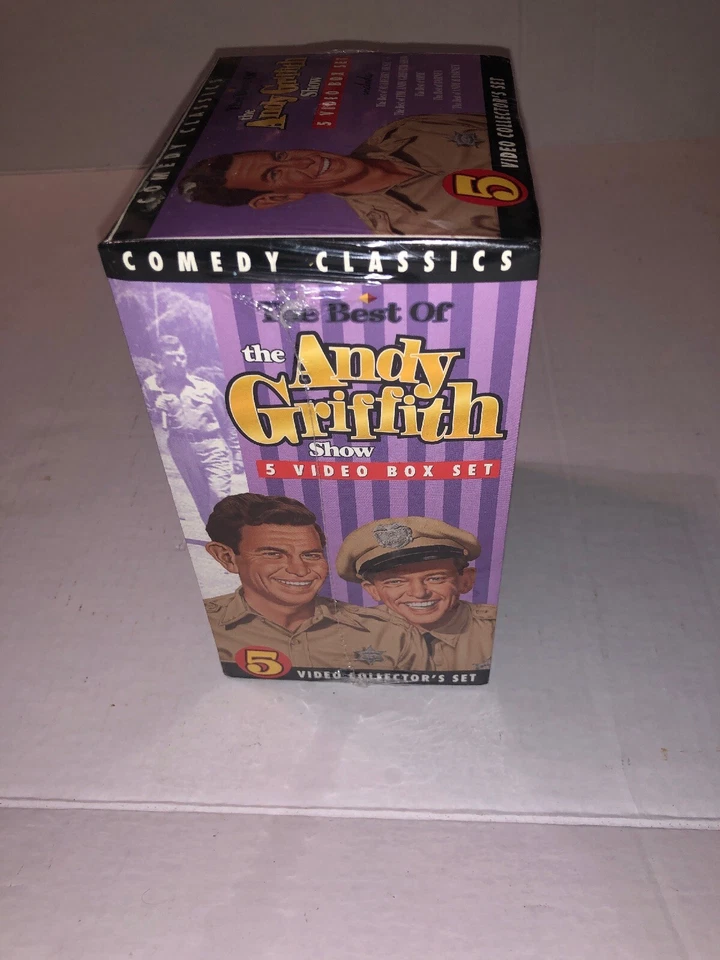 COMEDY CLASSICS
the
Andy Griffith
Show
5 VIDEO BOX SET
5
VIDEO COLLECTOR'S SET
COMEDY CLASSICS
The Best Of
the Andy
Griffith
Show
5 VIDEO BOX SET
5 VIDEO COLLECTOR'S SET